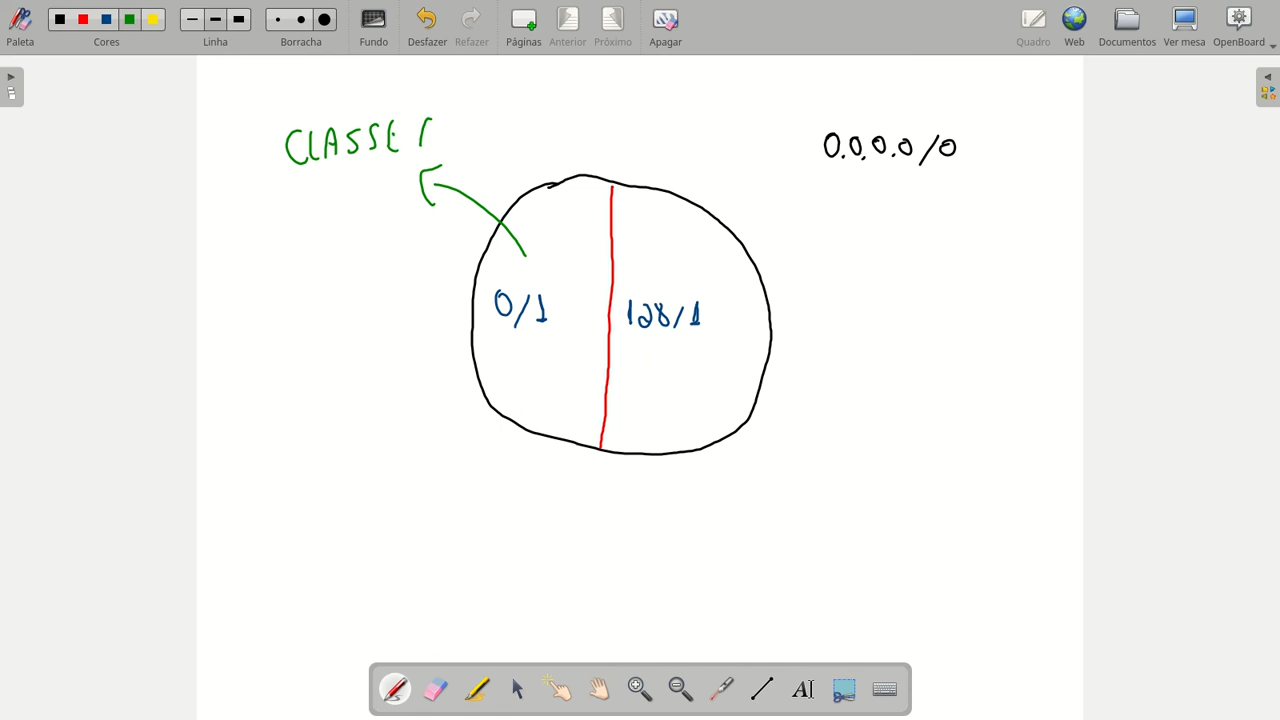 Paleta
Cores
Linha
Borracha
Fundo
Desfazer
Refazer
Páginas
Anterior
Próximo
Apagar
Quadro
Web
Documentos
Ver mesa
OpenBoard
CLASSE
0.0.0.0/0
0/1
128/1